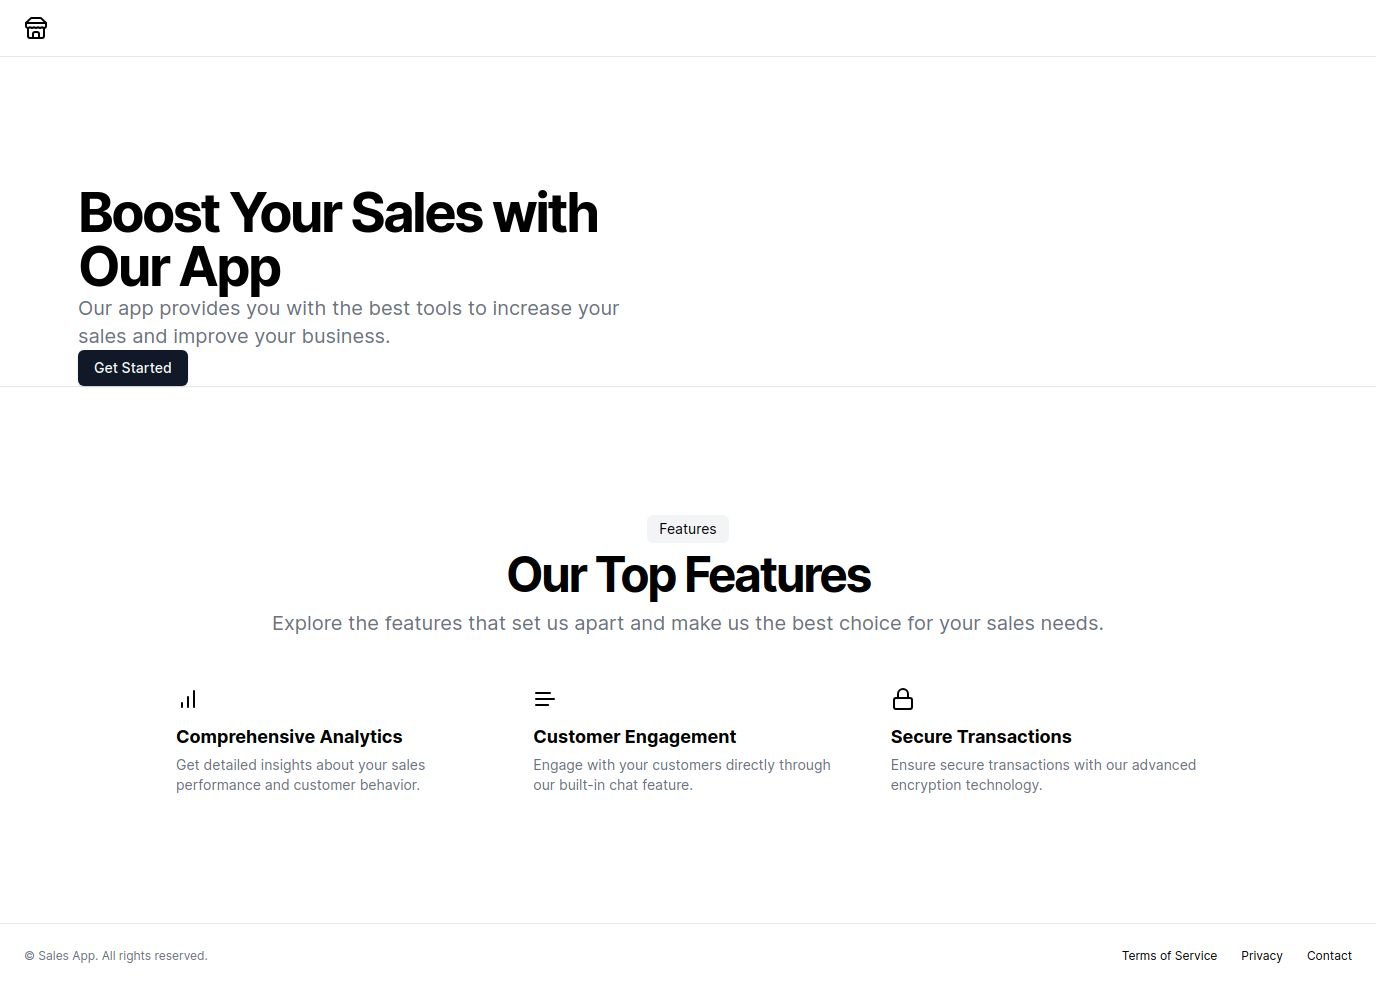 Boost Your Sales with
Our App
Our app provides you with the best tools to increase your
sales and improve your business.
Get Started
Features
Our Top Features
Explore the features that set us apart and make us the best choice for your sales needs.
Comprehensive Analytics
Get detailed insights about your sales
performance and customer behavior.
Customer Engagement
Engage with your customers directly through
our built-in chat feature.
Secure Transactions
Ensure secure transactions with our advanced
encryption technology.
© Sales App. All rights reserved.
Terms of Service
Privacy
Contact